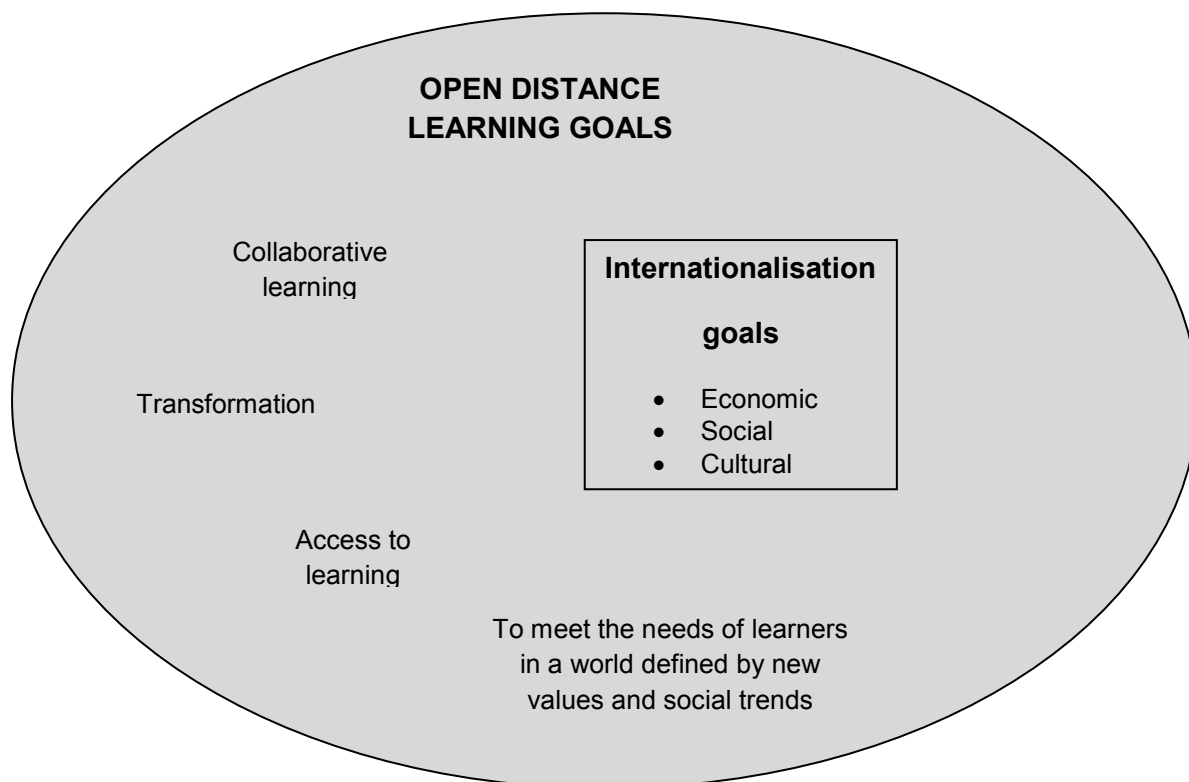 OPEN DISTANCE
LEARNING GOALS
Collaborative
learning
Internationalisation
goals
• Economic
• Social
• Cultural
Transformation
Access to
learning
To meet the needs of learners
in a world defined by new
values and social trends